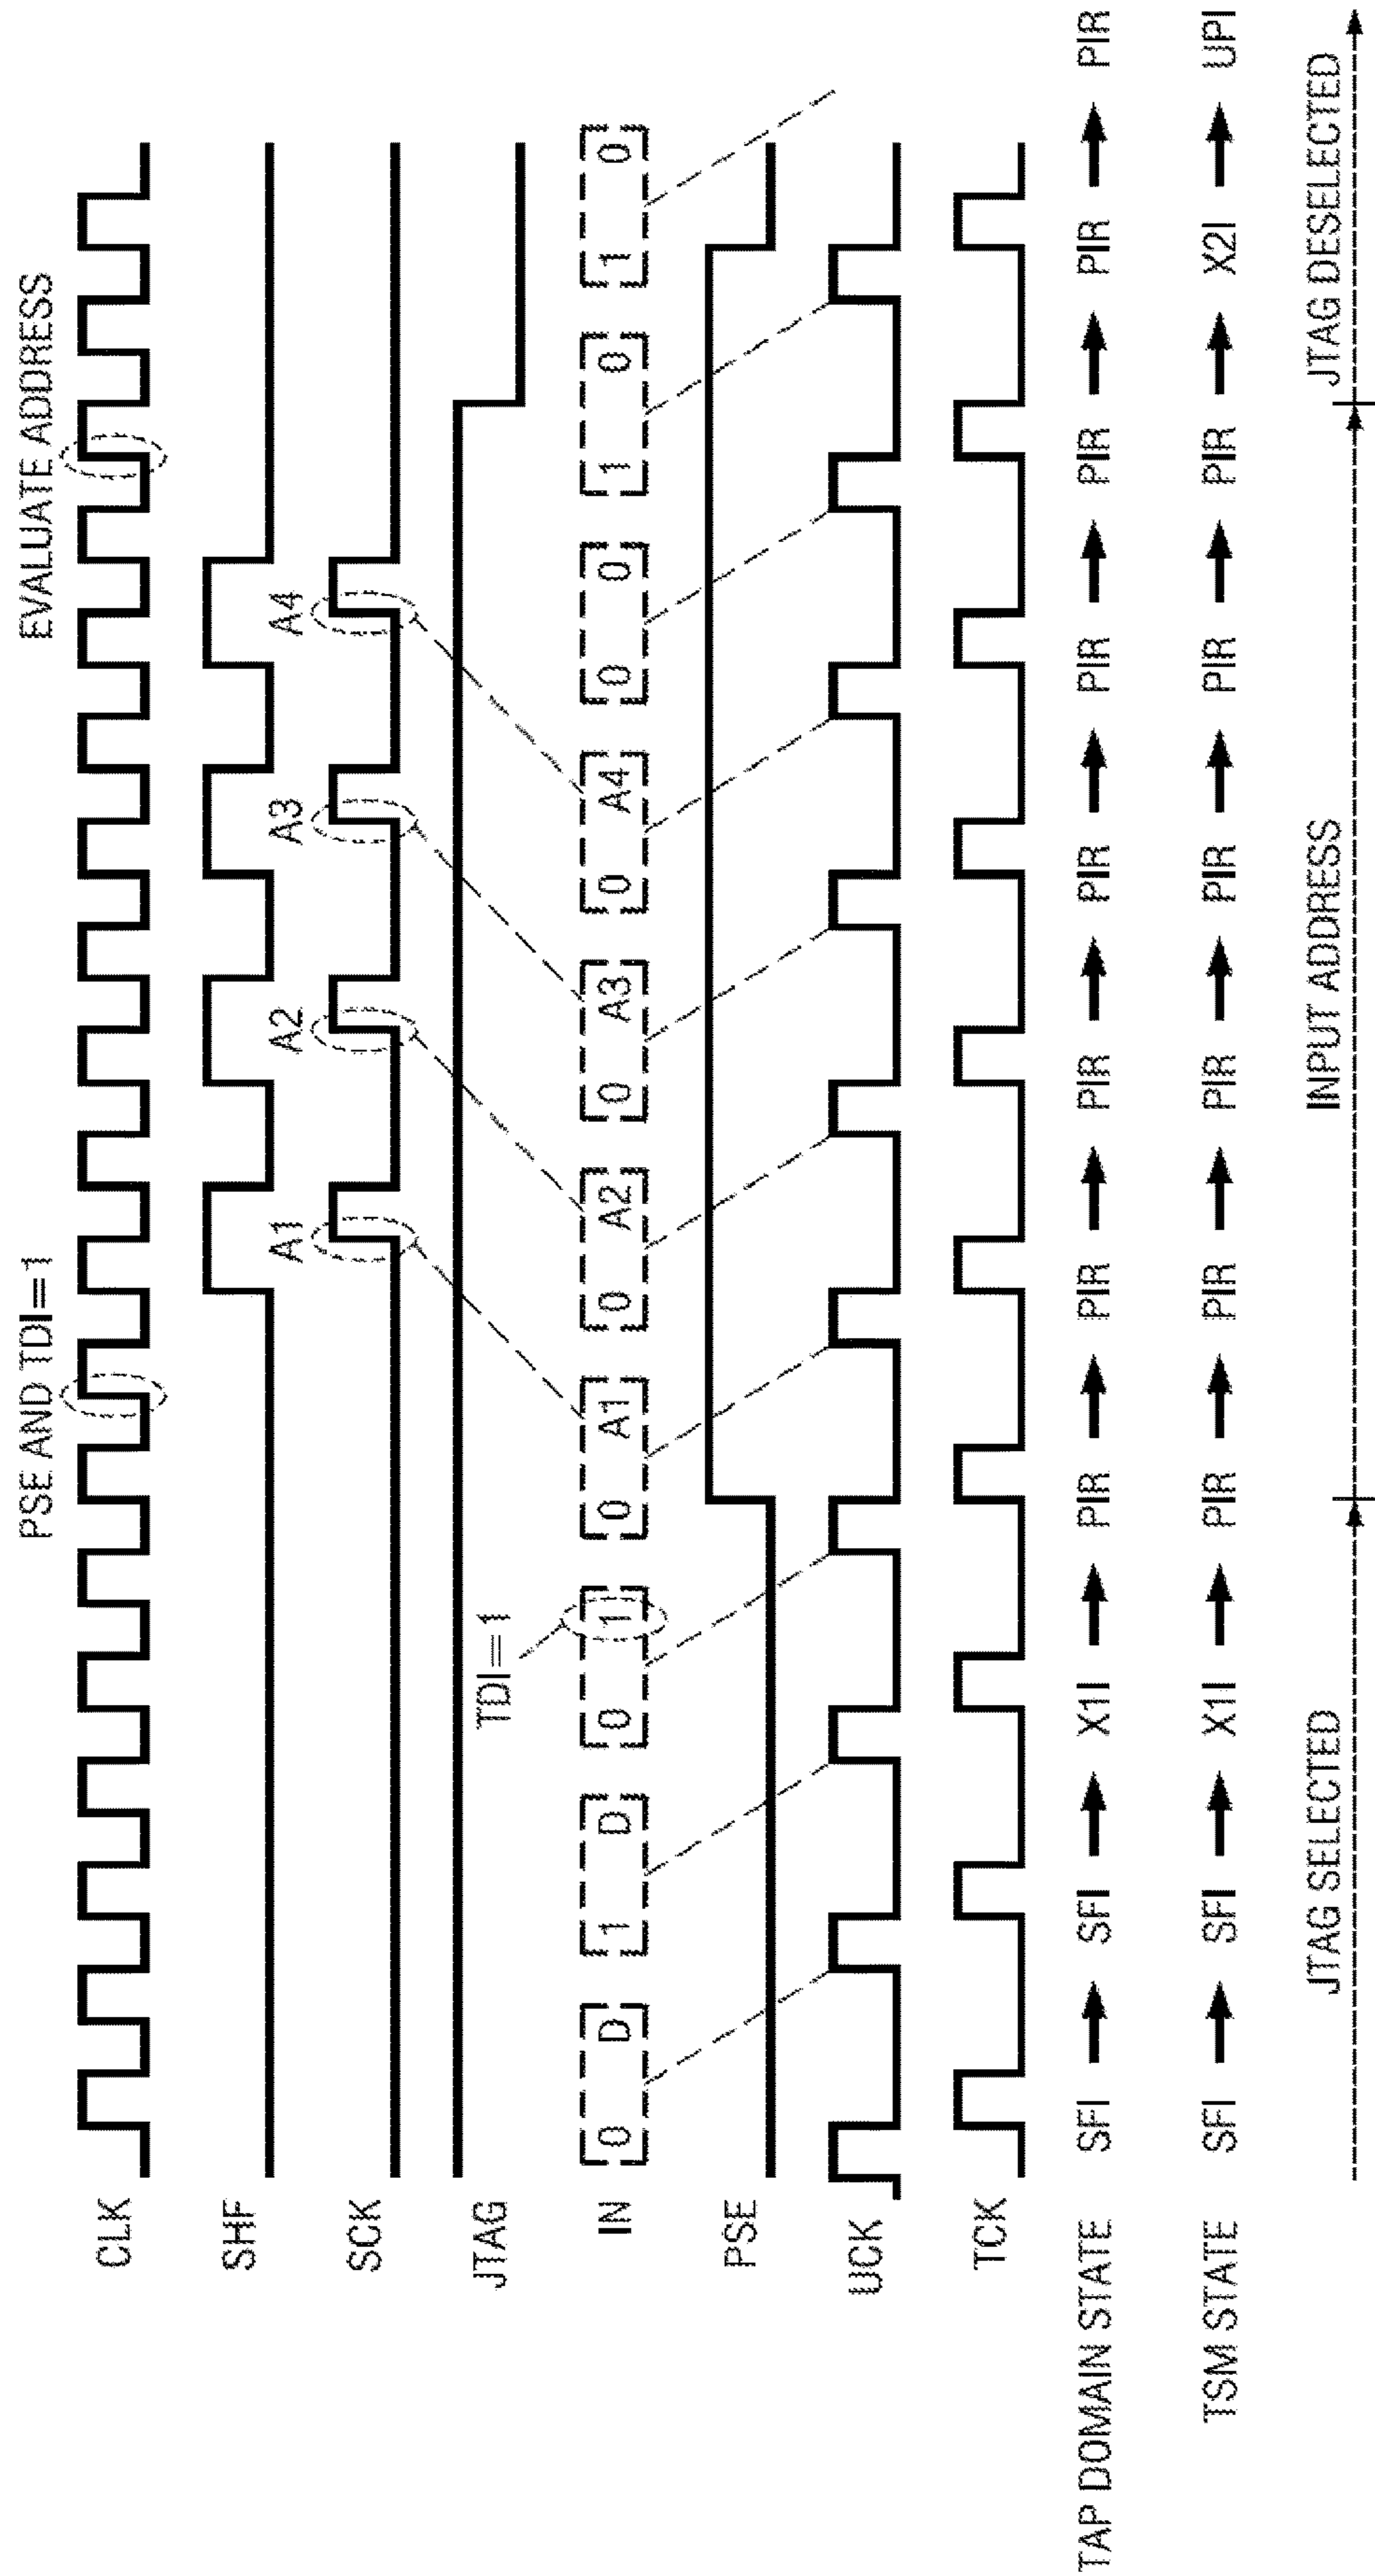 PSE AND TDI=1 EVALUATE ADDRESS
CLK
SHF
A1 A2 A3 A4
SCK
JTAG
TDI=1
IN 0 D 1 D 0 1 0 A1 0 A2 0 A3 0 A4 0 0 1 0 1 0
PSE
UCK
TCK
TAP DOMAIN STATE SFI SFI X1I PIR PIR PIR PIR PIR PIR PIR PIR
TSM STATE SFI SFI X1I PIR PIR PIR PIR PIR PIR X2I UPI
JTAG SELECTED INPUT ADDRESS JTAG DESELECTED